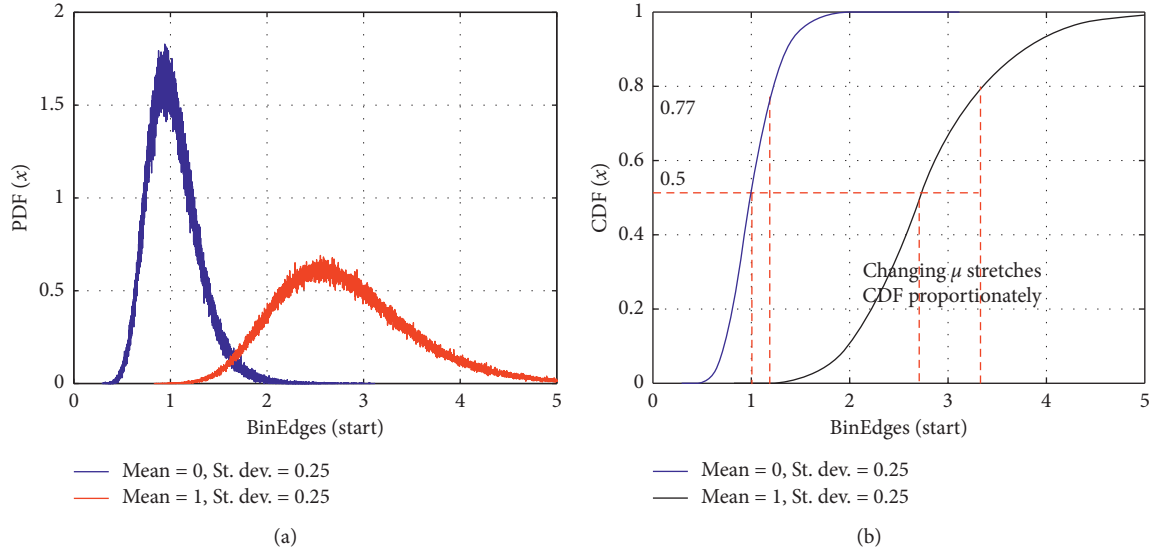 2
1.5
1
0.5
0
0 1 2 3 4 5
PDF (x)
BinEdges (start)
Mean = 0, St. dev. = 0.25
Mean = 1, St. dev. = 0.25
(a)
1
0.8
0.6
0.4
0.2
0
0.77
0.5
Changing μ stretches
CDF proportionately
0 1 2 3 4 5
CDF (x)
BinEdges (start)
Mean = 0, St. dev. = 0.25
Mean = 1, St. dev. = 0.25
(b)